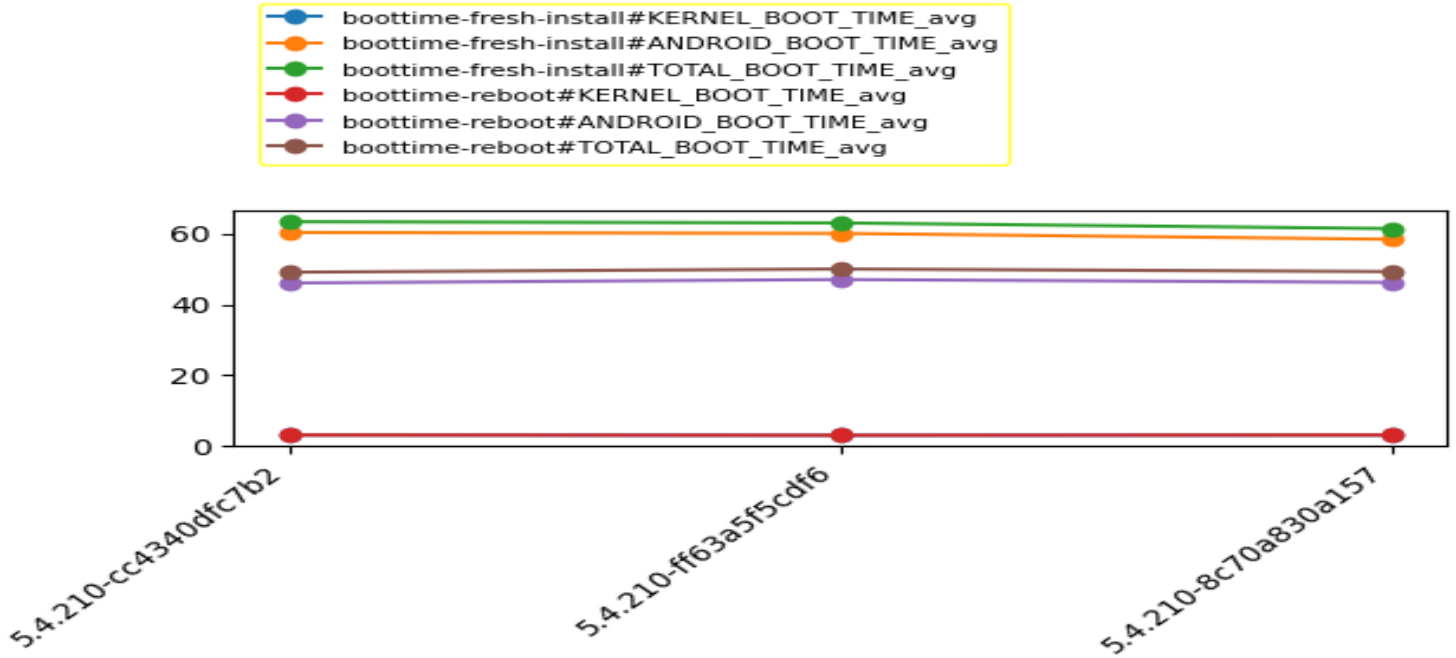 boottime-fresh-install#KERNEL_BOOT_TIME_avg
boottime-fresh-install#ANDROID_BOOT_TIME_avg
boottime-fresh-install#TOTAL_BOOT_TIME_avg
boottime-reboot#KERNEL_BOOT_TIME_avg
boottime-reboot#ANDROID_BOOT_TIME_avg
boottime-reboot#TOTAL_BOOT_TIME_avg
60
40
20
0
5.4.210-cc4340dfc7b2
5.4.210-ff63a5f5cdf6
5.4.210-8c70a830a157